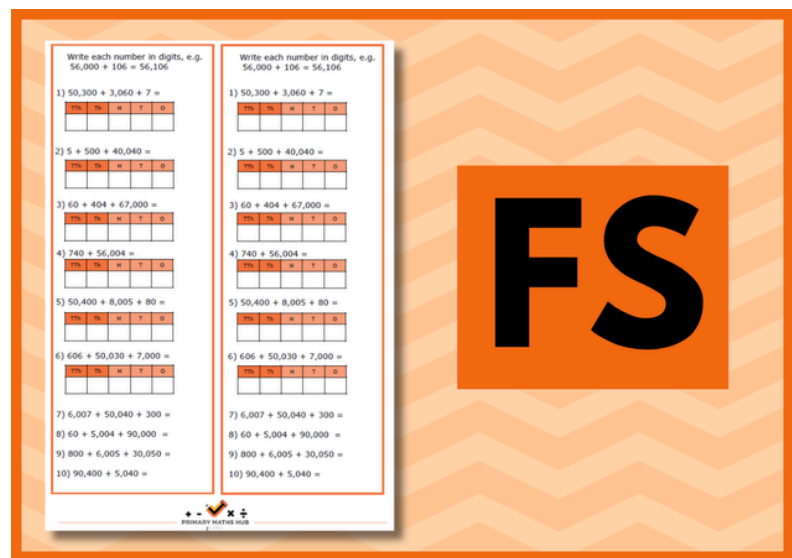 Write each number in digits, e.g.
56,000 + 106 = 56,106
1) 50,300 + 3,060 + 7 =
TTh Th H T O
2) 5 + 500 + 40,040 =
TTh Th H T O
3) 60 + 404 + 67,000 =
TTh Th H T O
4) 740 + 56,004 =
TTh Th H T O
5) 50,400 + 8,005 + 80 =
TTh Th H T O
6) 606 + 50,030 + 7,000 =
TTh Th H T O
7) 6,007 + 50,040 + 300 =
8) 60 + 5,004 + 90,000 =
9) 800 + 6,005 + 30,050 =
10) 90,400 + 5,040 =
Write each number in digits, e.g.
56,000 + 106 = 56,106
1) 50,300 + 3,060 + 7 =
TTh Th H T O
2) 5 + 500 + 40,040 =
TTh Th H T O
3) 60 + 404 + 67,000 =
TTh Th H T O
4) 740 + 56,004 =
TTh Th H T O
5) 50,400 + 8,005 + 80 =
TTh Th H T O
6) 606 + 50,030 + 7,000 =
TTh Th H T O
7) 6,007 + 50,040 + 300 =
8) 60 + 5,004 + 90,000 =
9) 800 + 6,005 + 30,050 =
10) 90,400 + 5,040 =
+ - × ÷
PRIMARY MATHS HUB
FS